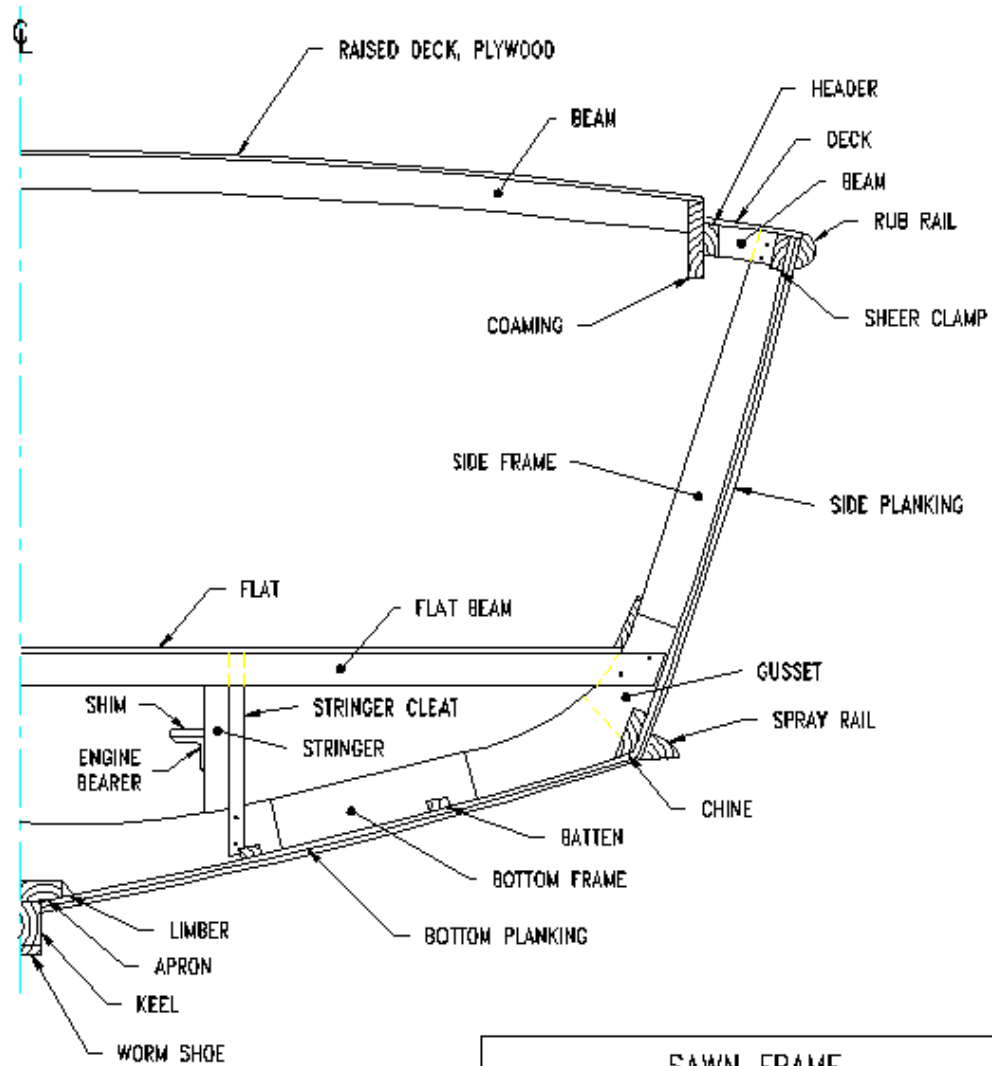 ℄
RAISED DECK, PLYWOOD
HEADER
BEAM
DECK
BEAM
RUB RAIL
COAMING
SHEER CLAMP
SIDE FRAME
SIDE PLANKING
FLAT
FLAT BEAM
GUSSET
SHIM
STRINGER CLEAT
SPRAY RAIL
STRINGER
ENGINE
BEARER
CHINE
BATTEN
BOTTOM FRAME
LIMBER
BOTTOM PLANKING
APRON
KEEL
WORM SHOE
SAWN FRAME